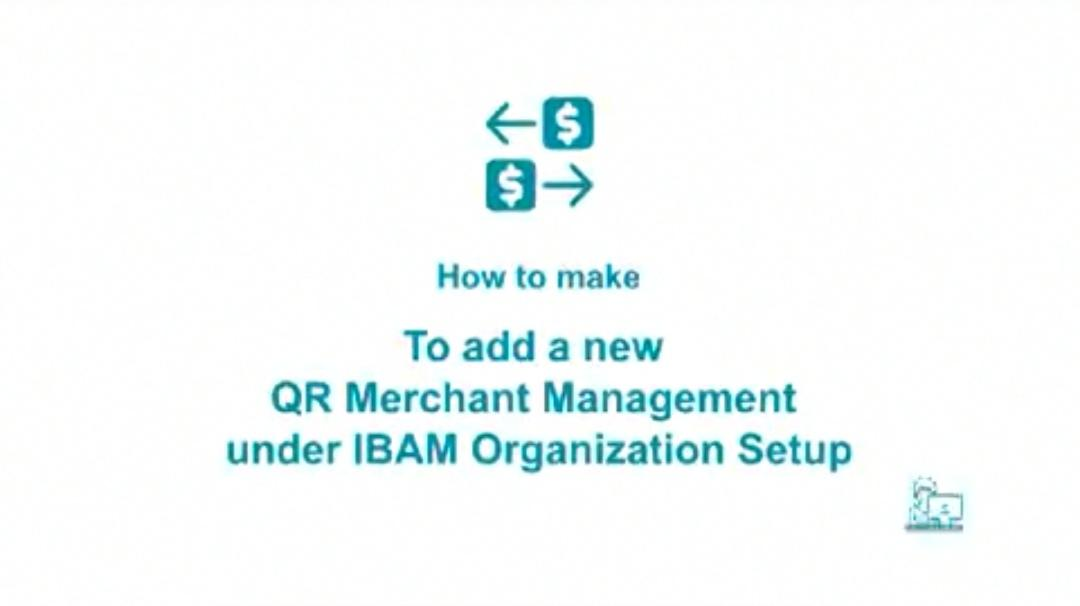 How to make
To add a new
QR Merchant Management
under IBAM Organization Setup